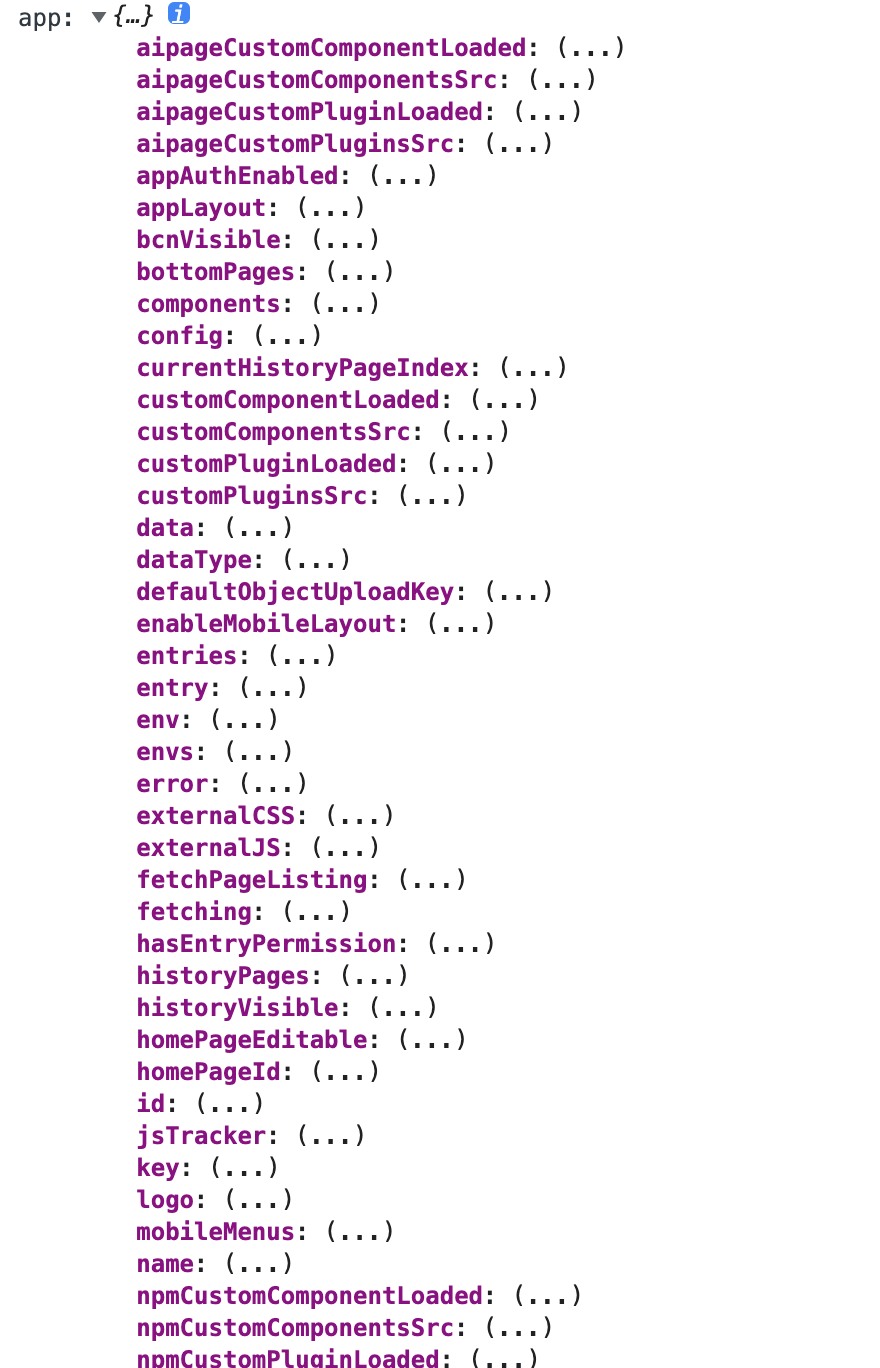 app: ▼ {…} i
aipageCustomComponentLoaded: (...)
aipageCustomComponentsSrc: (...)
aipageCustomPluginLoaded: (...)
aipageCustomPluginsSrc: (...)
appAuthEnabled: (...)
appLayout: (...)
bcnVisible: (...)
bottomPages: (...)
components: (...)
config: (...)
currentHistoryPageIndex: (...)
customComponentLoaded: (...)
customComponentsSrc: (...)
customPluginLoaded: (...)
customPluginsSrc: (...)
data: (...)
dataType: (...)
defaultObjectUploadKey: (...)
enableMobileLayout: (...)
entries: (...)
entry: (...)
env: (...)
envs: (...)
error: (...)
externalCSS: (...)
externalJS: (...)
fetchPageListing: (...)
fetching: (...)
hasEntryPermission: (...)
historyPages: (...)
historyVisible: (...)
homePageEditable: (...)
homePageId: (...)
id: (...)
jsTracker: (...)
key: (...)
logo: (...)
mobileMenus: (...)
name: (...)
npmCustomComponentLoaded: (...)
npmCustomComponentsSrc: (...)
npmCustomPluginLoaded: (...)